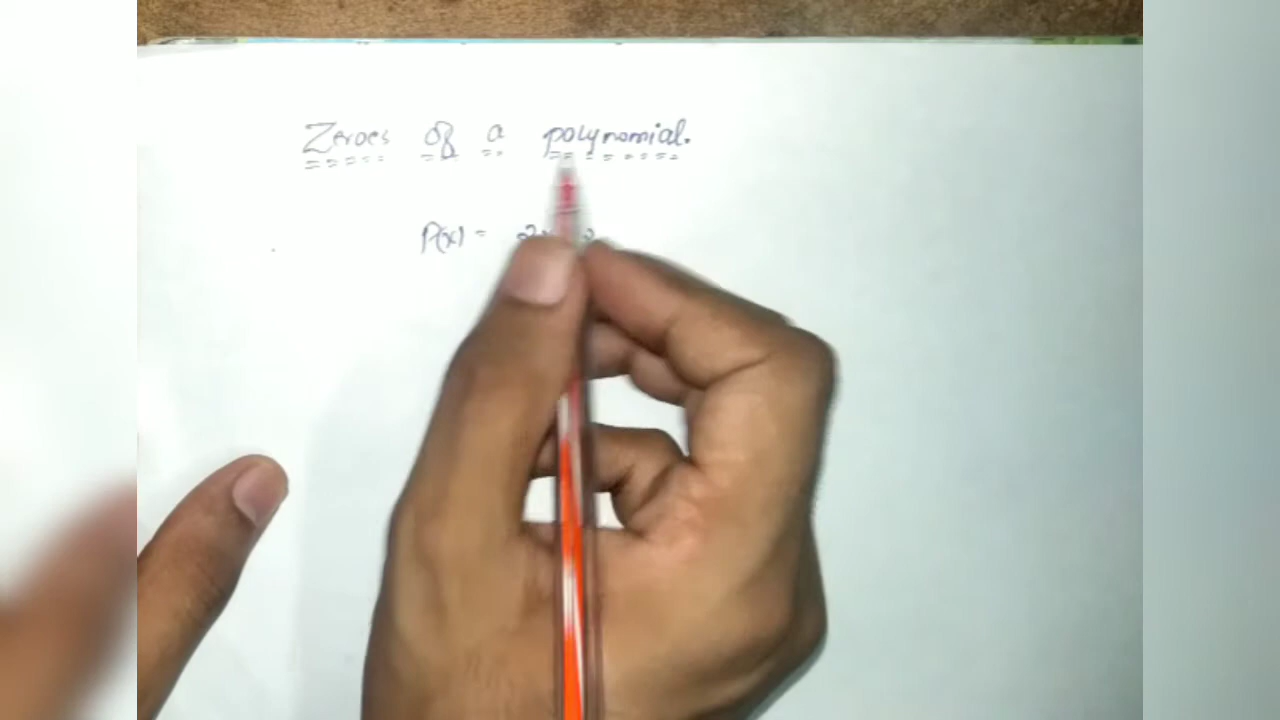 Zeroes of a polynomial.
P(x) =